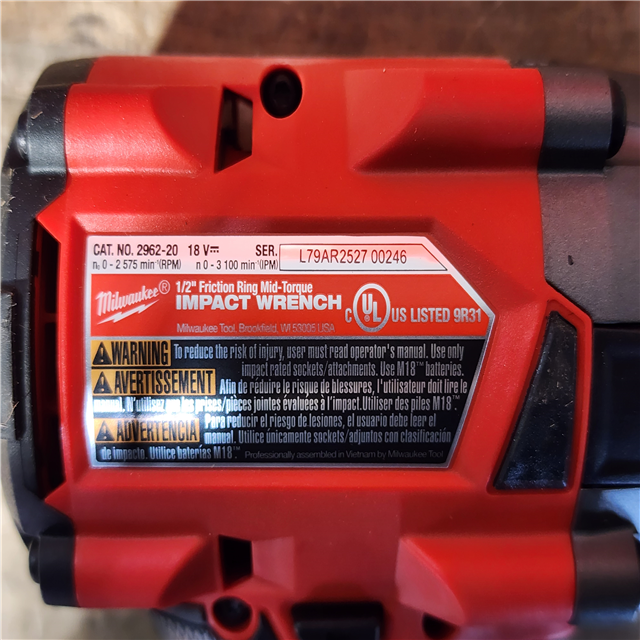 CAT. NO. 2962-20 18 V⎓ SER. L79AR2527 00246
n₀ 0 - 2 575 min⁻¹(RPM) n 0 - 3 100 min⁻¹(IPM)
Milwaukee® 1/2" Friction Ring Mid-Torque
IMPACT WRENCH
C UL US LISTED 9R31
Milwaukee Tool, Brookfield, WI 53005 USA
WARNING To reduce the risk of injury, user must read operator's manual. Use only
impact rated sockets/attachments. Use M18™ batteries.
AVERTISSEMENT Afin de réduire le risque de blessures, l'utilisateur doit lire le
manuel. N'utilisez que les prises/pièces jointes évaluées à l'impact.Utiliser des piles M18™.
ADVERTENCIA Para reducir el riesgo de lesiones, el usuario debe leer el
manual. Utilice únicamente sockets/adjuntos con clasificación
de impacto. Utilice baterías M18™. Professionally assembled in Vietnam by Milwaukee Tool